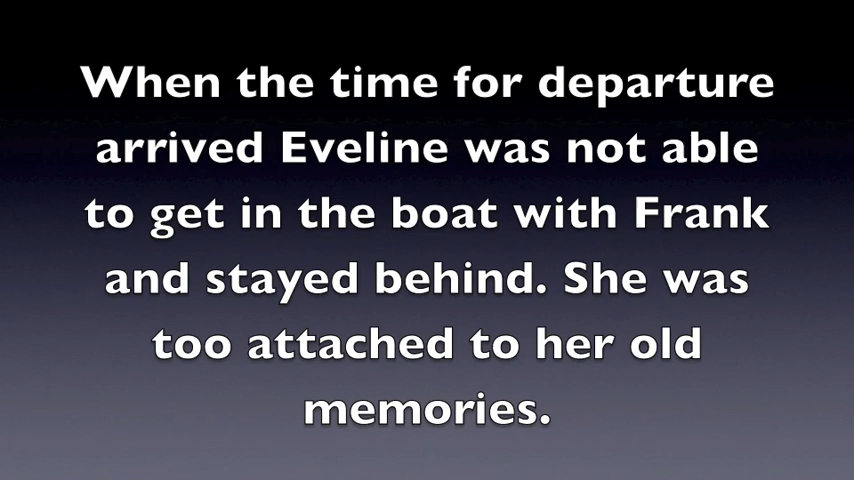 When the time for departure
arrived Eveline was not able
to get in the boat with Frank
and stayed behind. She was
too attached to her old
memories.